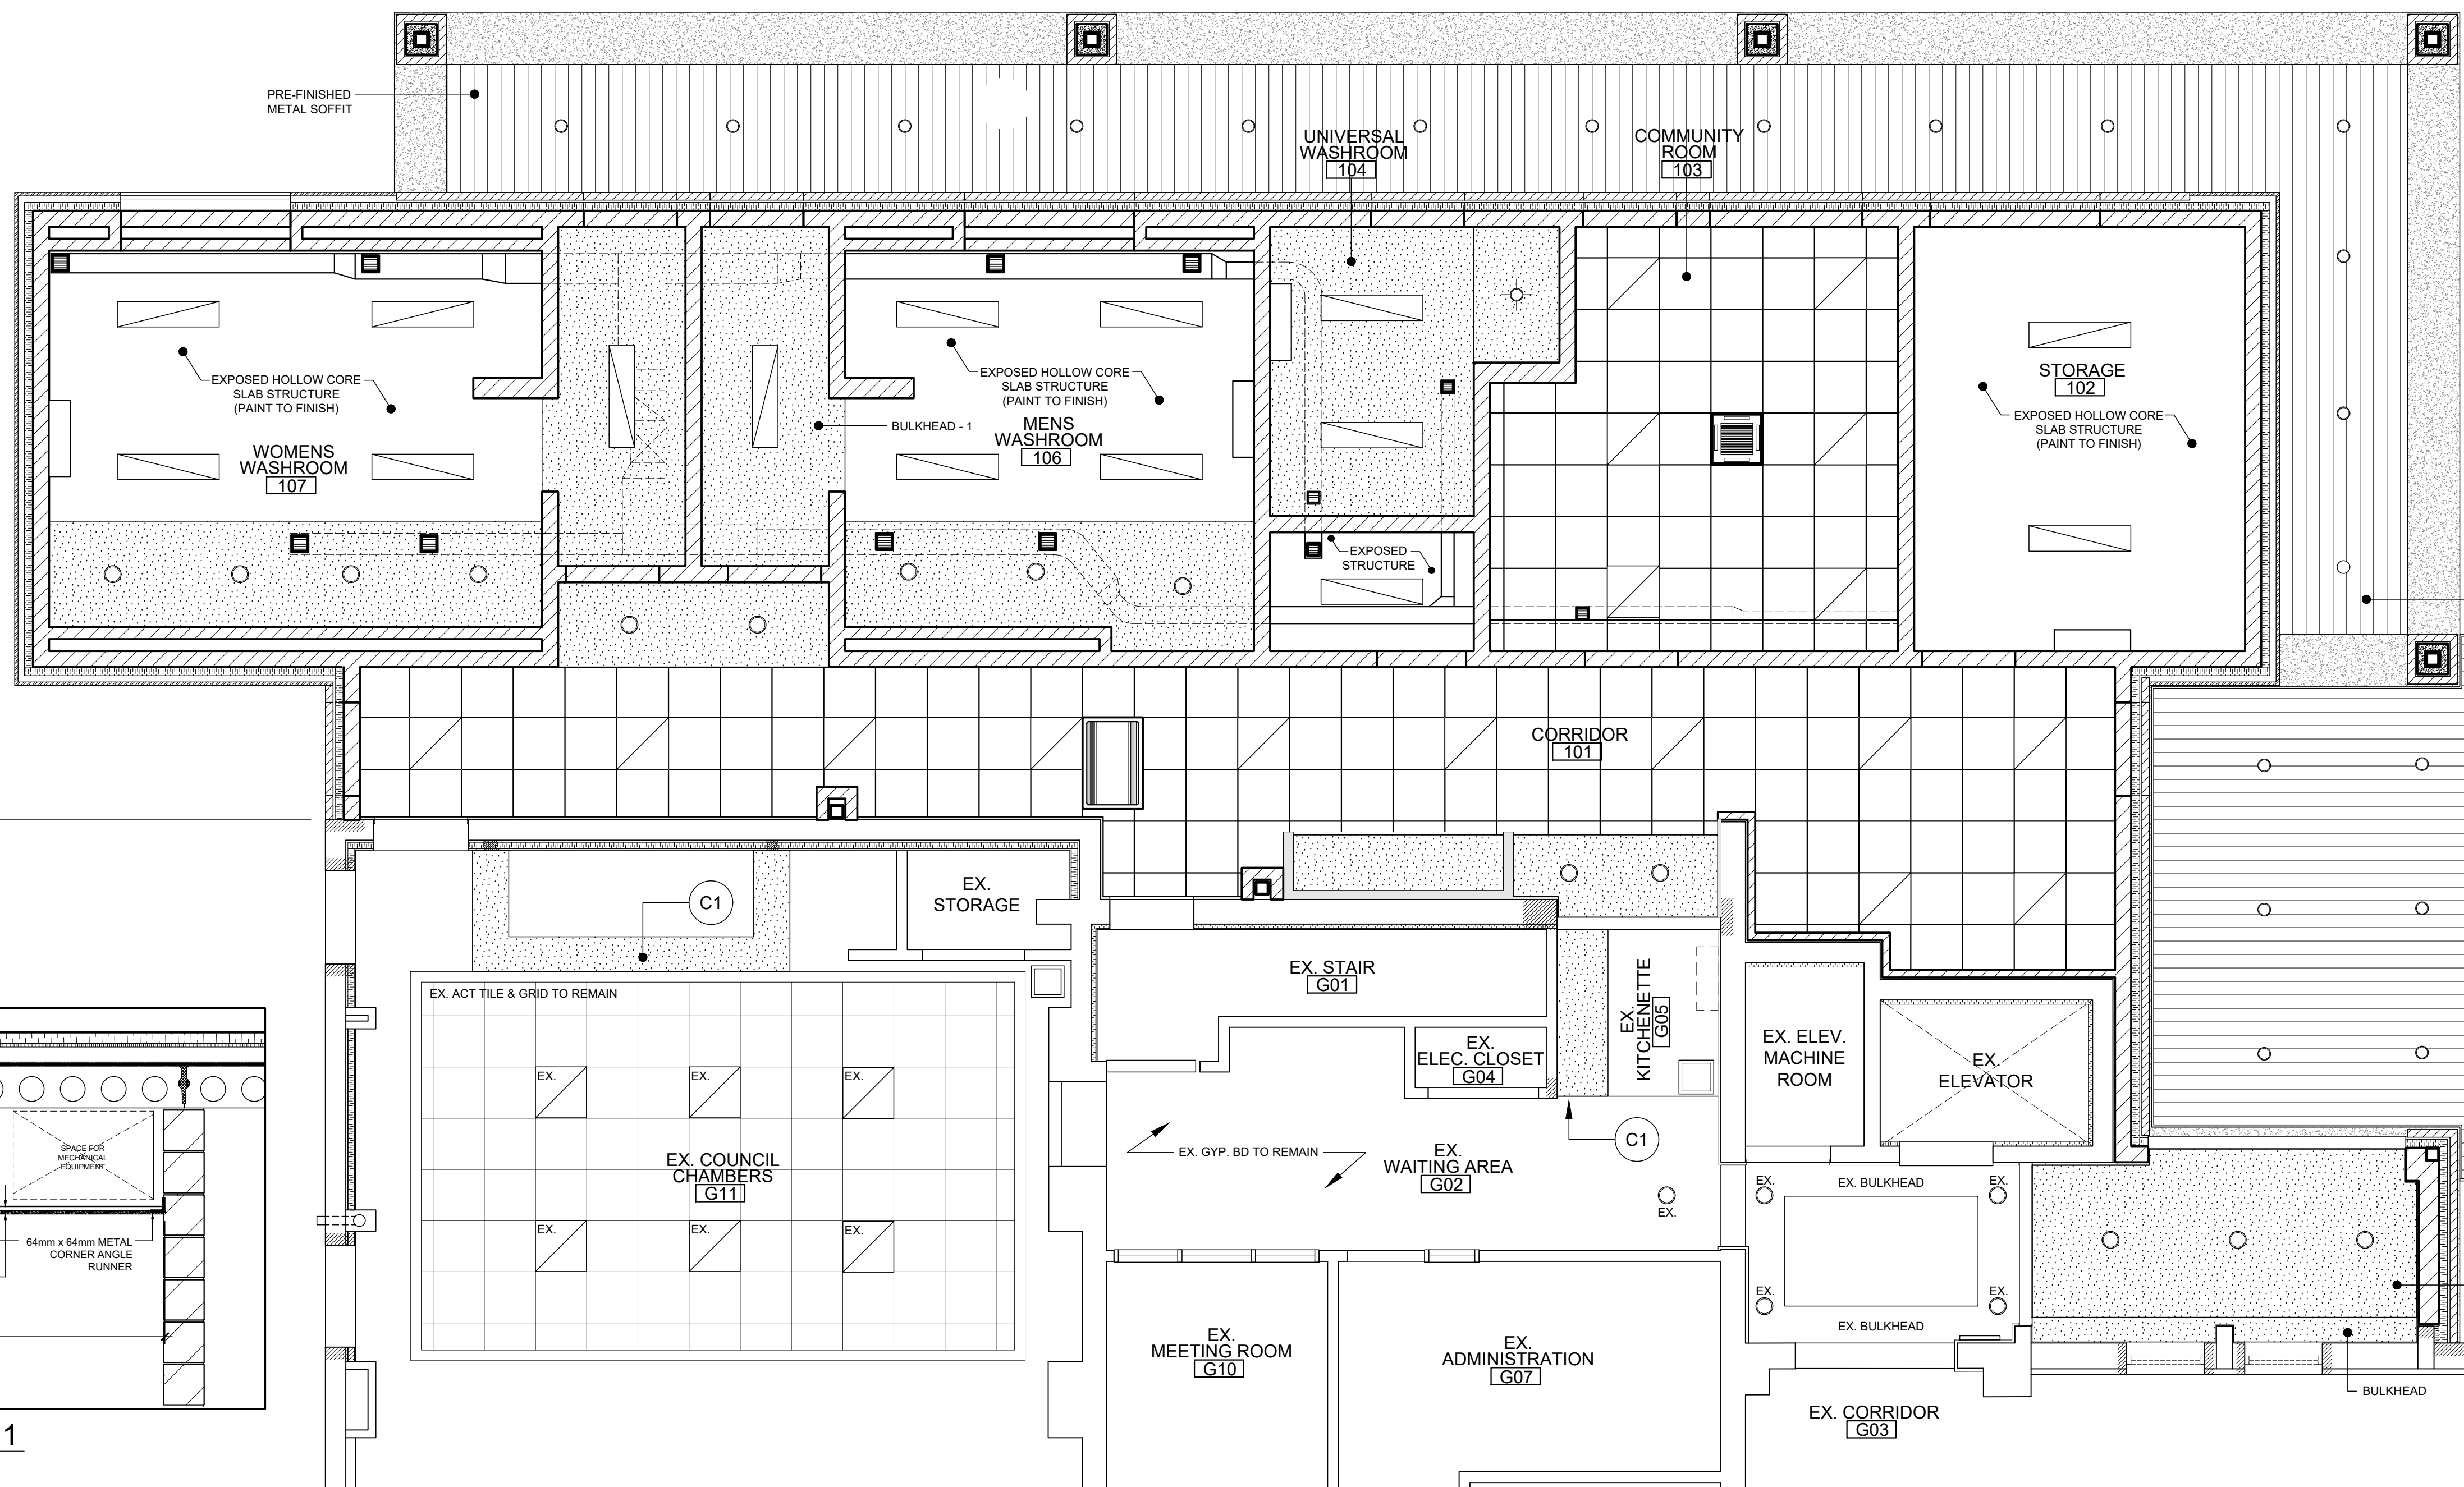 PRE-FINISHED
METAL SOFFIT
UNIVERSAL
WASHROOM
104
COMMUNITY
ROOM
103
EXPOSED HOLLOW CORE
SLAB STRUCTURE
(PAINT TO FINISH)
WOMENS
WASHROOM
107
BULKHEAD - 1
EXPOSED HOLLOW CORE
SLAB STRUCTURE
(PAINT TO FINISH)
MENS
WASHROOM
106
EXPOSED
STRUCTURE
STORAGE
102
EXPOSED HOLLOW CORE
SLAB STRUCTURE
(PAINT TO FINISH)
CORRIDOR
101
C1
EX.
STORAGE
EX. ACT TILE & GRID TO REMAIN
EX.
EX.
EX.
EX. COUNCIL
CHAMBERS
G11
EX.
EX.
EX.
EX. STAIR
G01
EX.
ELEC. CLOSET
G04
EX.
KITCHENETTE
G05
EX. GYP. BD TO REMAIN
EX.
WAITING AREA
G02
C1
EX.
EX. ELEV.
MACHINE
ROOM
EX.
ELEVATOR
EX.
EX. BULKHEAD
EX.
EX.
EX. BULKHEAD
EX.
EX.
MEETING ROOM
G10
EX.
ADMINISTRATION
G07
EX. CORRIDOR
G03
BULKHEAD
SPACE FOR
MECHANICAL
EQUIPMENT
64mm x 64mm METAL
CORNER ANGLE
RUNNER
1